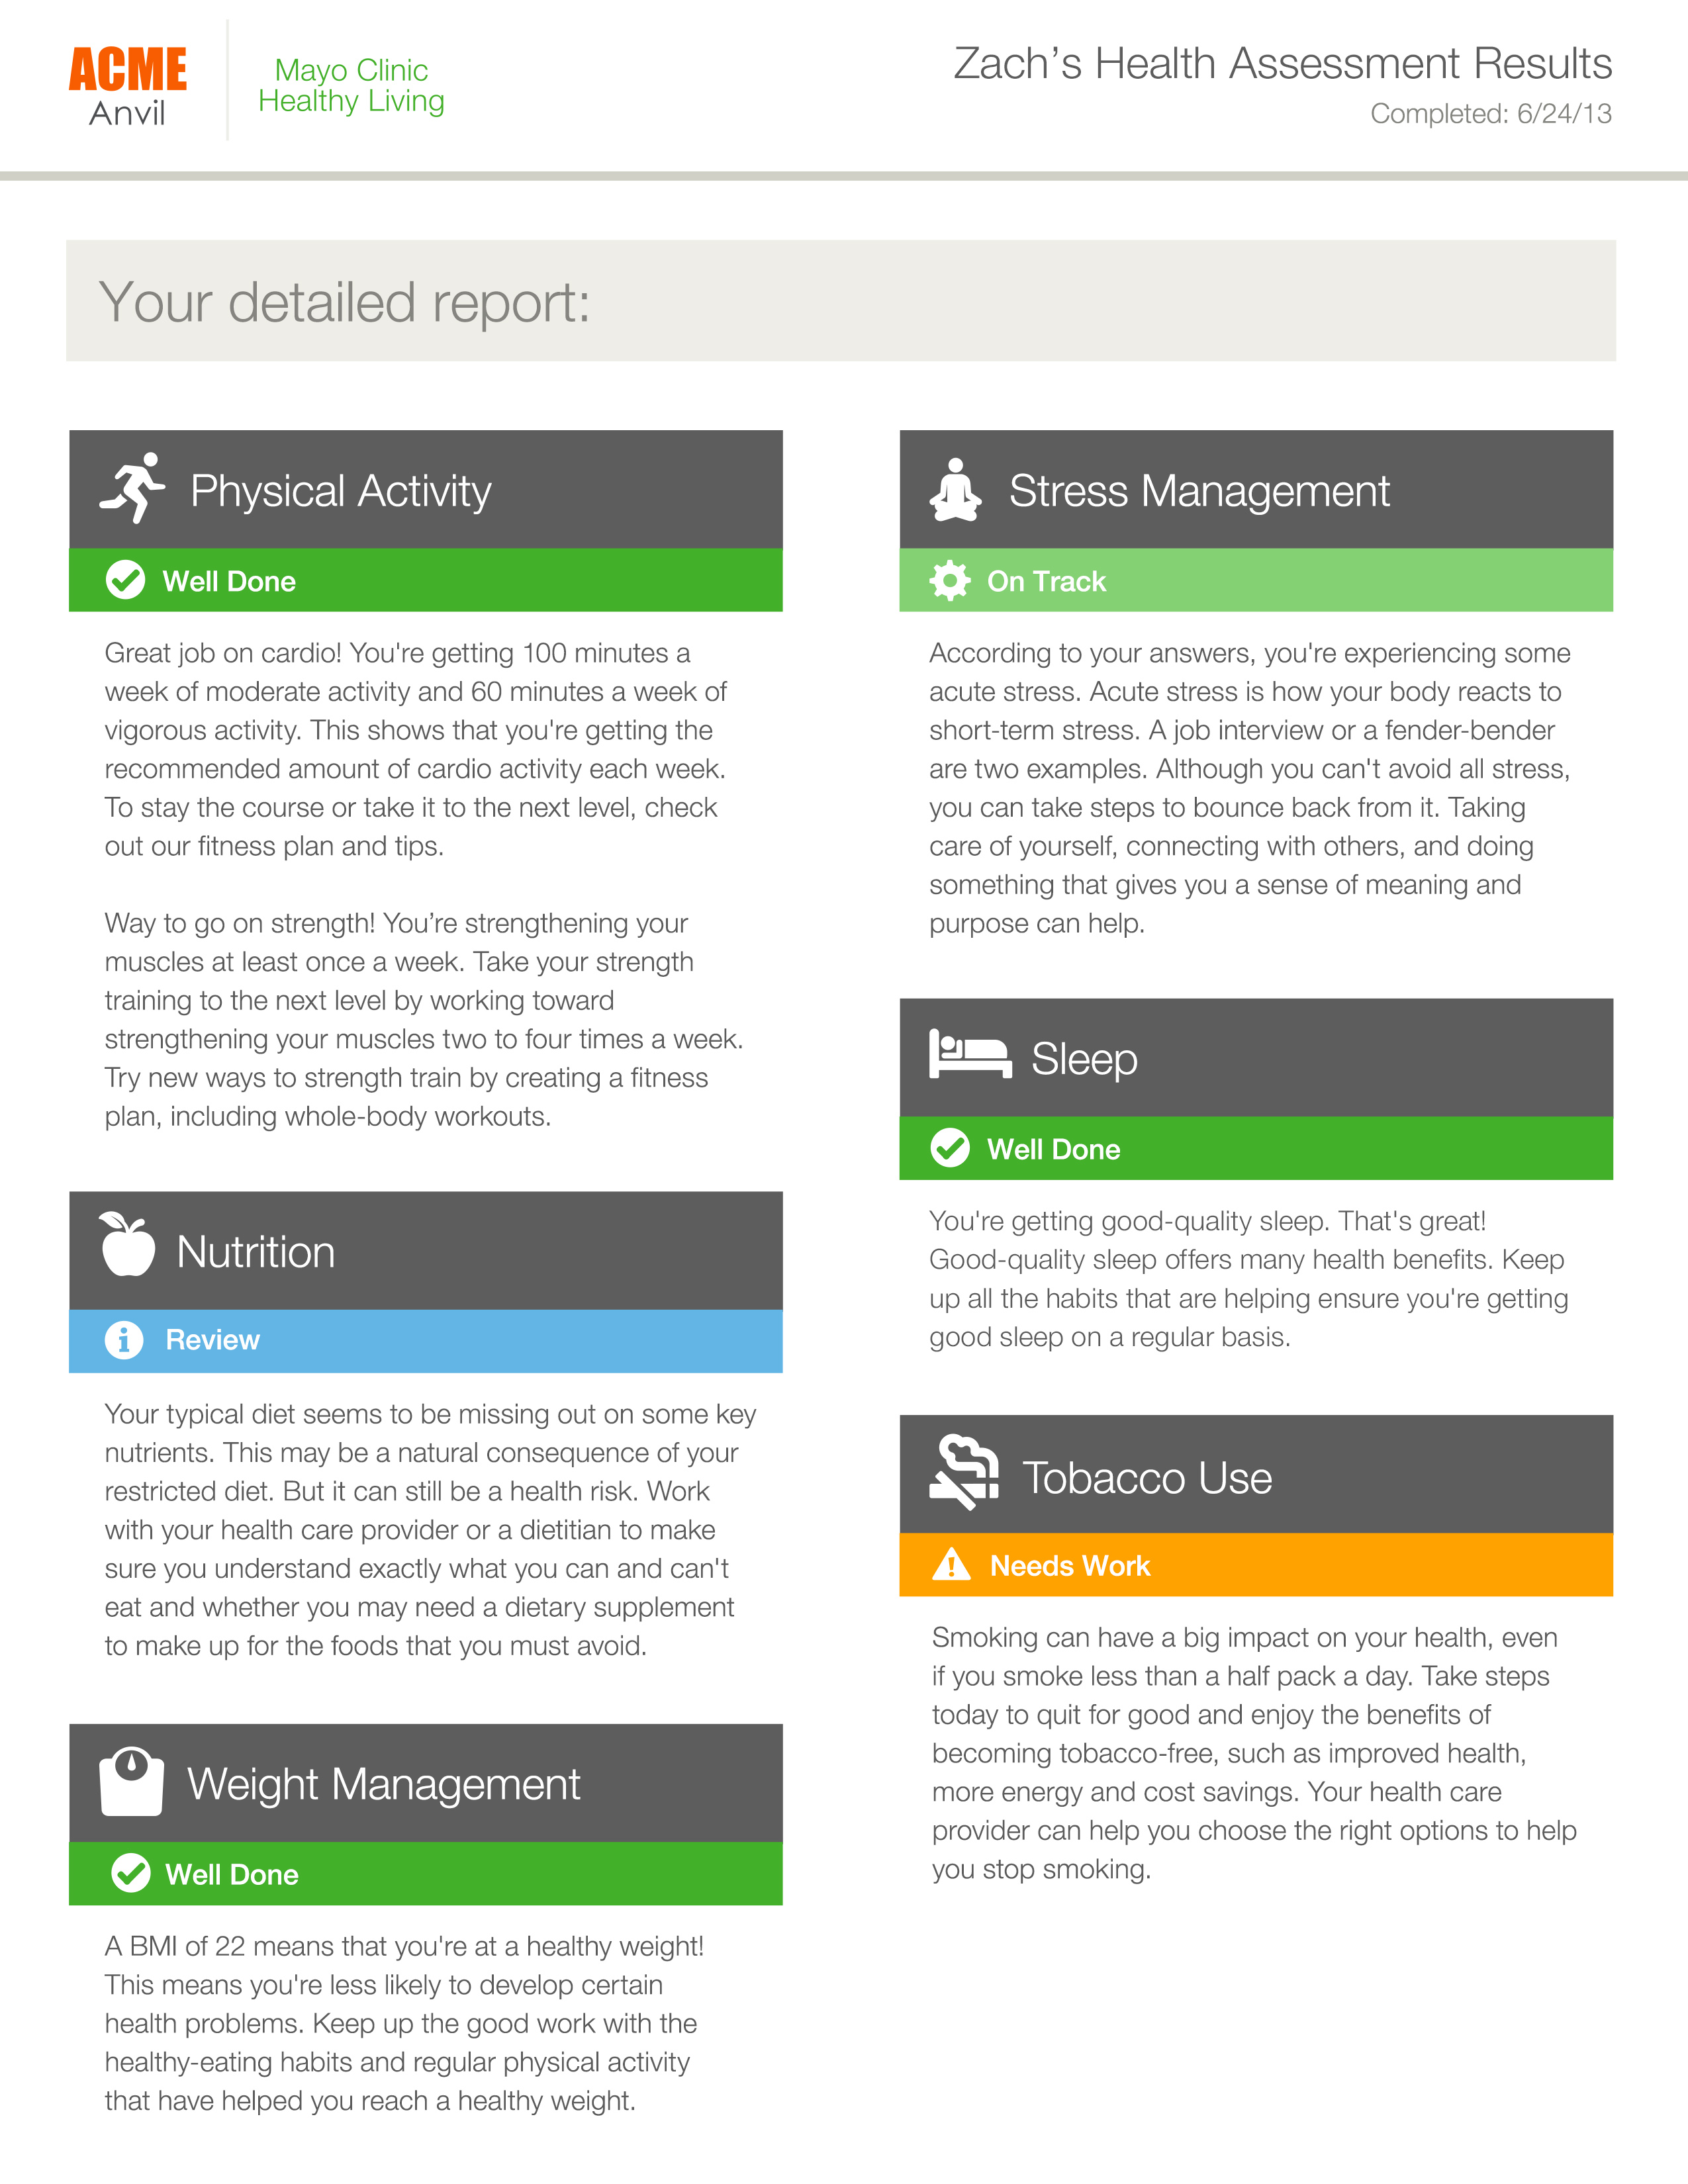 ACME
Anvil
Mayo Clinic
Healthy Living
Zach’s Health Assessment Results
Completed: 6/24/13
Your detailed report:
Physical Activity
Well Done
Great job on cardio! You're getting 100 minutes a
week of moderate activity and 60 minutes a week of
vigorous activity. This shows that you're getting the
recommended amount of cardio activity each week.
To stay the course or take it to the next level, check
out our fitness plan and tips.
Way to go on strength! You’re strengthening your
muscles at least once a week. Take your strength
training to the next level by working toward
strengthening your muscles two to four times a week.
Try new ways to strength train by creating a fitness
plan, including whole-body workouts.
Nutrition
Review
Your typical diet seems to be missing out on some key
nutrients. This may be a natural consequence of your
restricted diet. But it can still be a health risk. Work
with your health care provider or a dietitian to make
sure you understand exactly what you can and can't
eat and whether you may need a dietary supplement
to make up for the foods that you must avoid.
Weight Management
Well Done
A BMI of 22 means that you're at a healthy weight!
This means you're less likely to develop certain
health problems. Keep up the good work with the
healthy-eating habits and regular physical activity
that have helped you reach a healthy weight.
Stress Management
On Track
According to your answers, you're experiencing some
acute stress. Acute stress is how your body reacts to
short-term stress. A job interview or a fender-bender
are two examples. Although you can't avoid all stress,
you can take steps to bounce back from it. Taking
care of yourself, connecting with others, and doing
something that gives you a sense of meaning and
purpose can help.
Sleep
Well Done
You're getting good-quality sleep. That's great!
Good-quality sleep offers many health benefits. Keep
up all the habits that are helping ensure you're getting
good sleep on a regular basis.
Tobacco Use
Needs Work
Smoking can have a big impact on your health, even
if you smoke less than a half pack a day. Take steps
today to quit for good and enjoy the benefits of
becoming tobacco-free, such as improved health,
more energy and cost savings. Your health care
provider can help you choose the right options to help
you stop smoking.